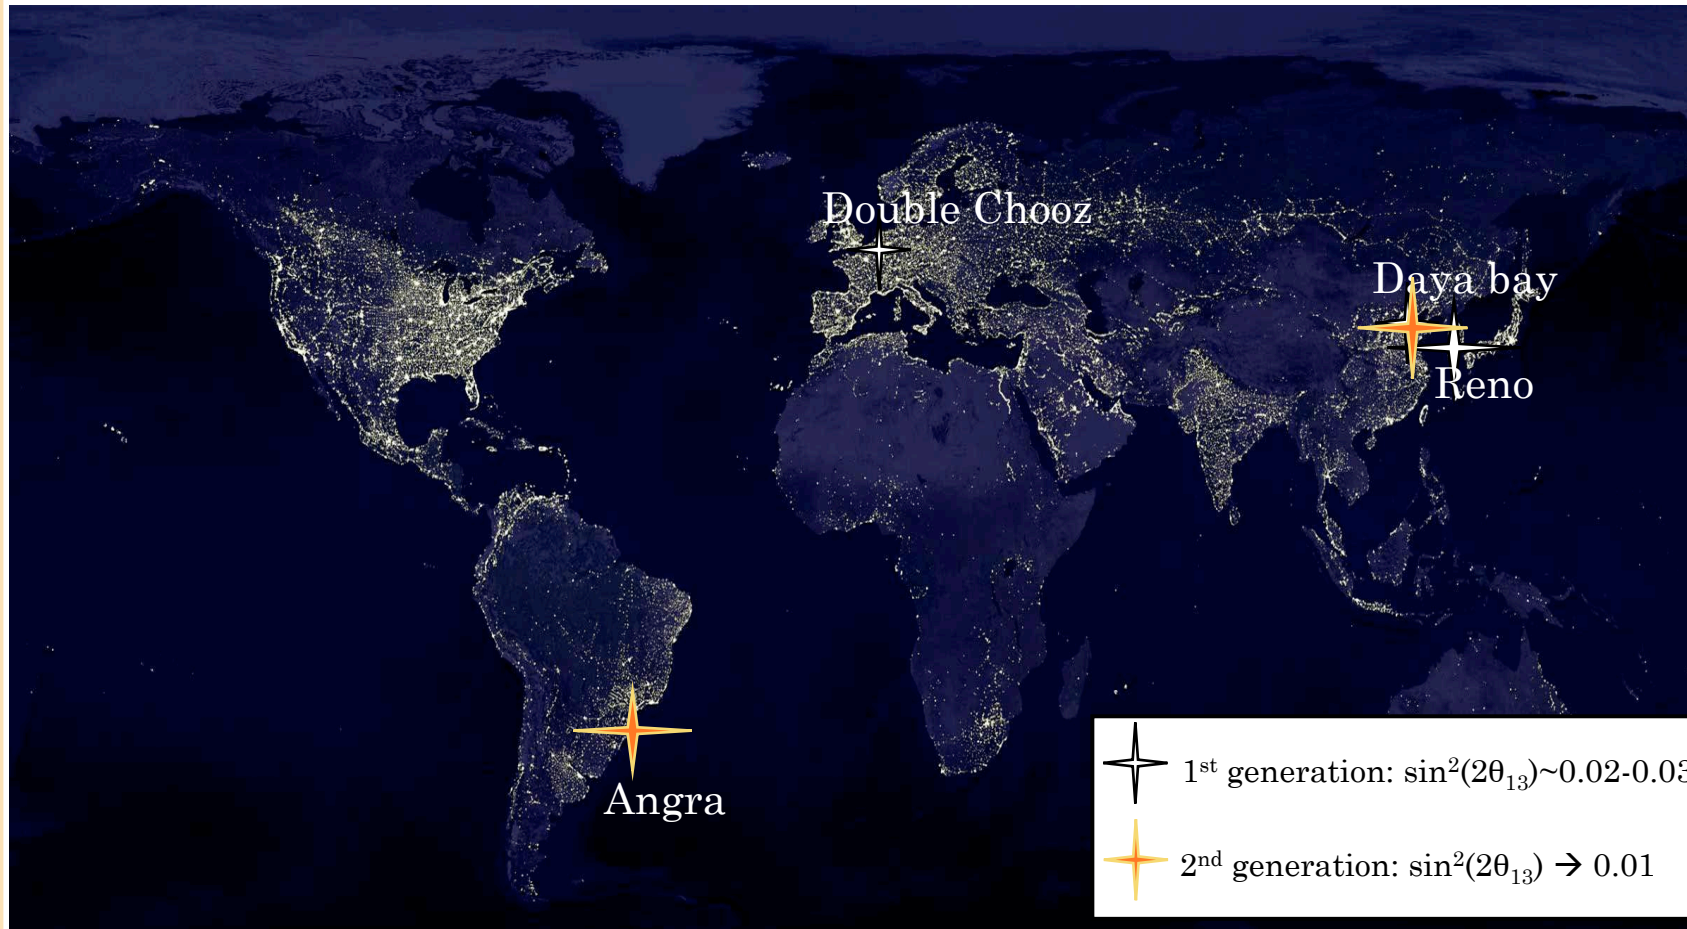 Double Chooz
Daya bay
Reno
Angra
1st generation: sin²(2θ₁₃)~0.02-0.03
2nd generation: sin²(2θ₁₃) → 0.01